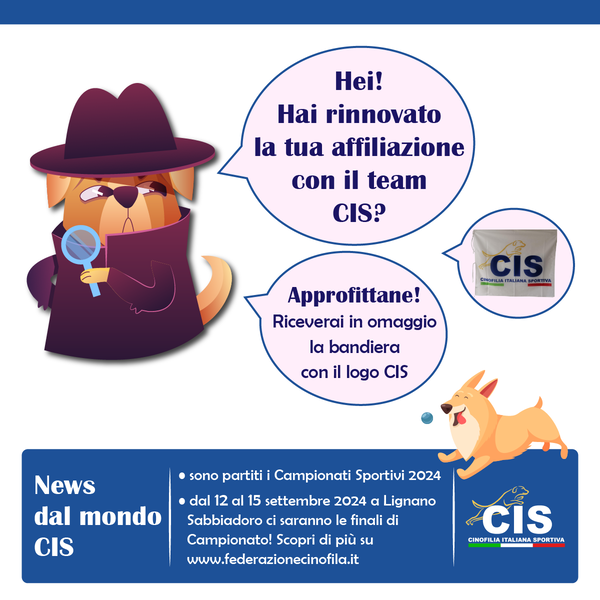 Hei!
Hai rinnovato
la tua affiliazione
con il team
CIS?
CIS
CINOFILIA ITALIANA SPORTIVA
Approfittane!
Riceverai in omaggio
la bandiera
con il logo CIS
News
dal mondo
CIS
• sono partiti i Campionati Sportivi 2024
• dal 12 al 15 settembre 2024 a Lignano
Sabbiadoro ci saranno le finali di
Campionato! Scopri di più su
www.federazionecinofila.it
CIS
CINOFILIA ITALIANA SPORTIVA